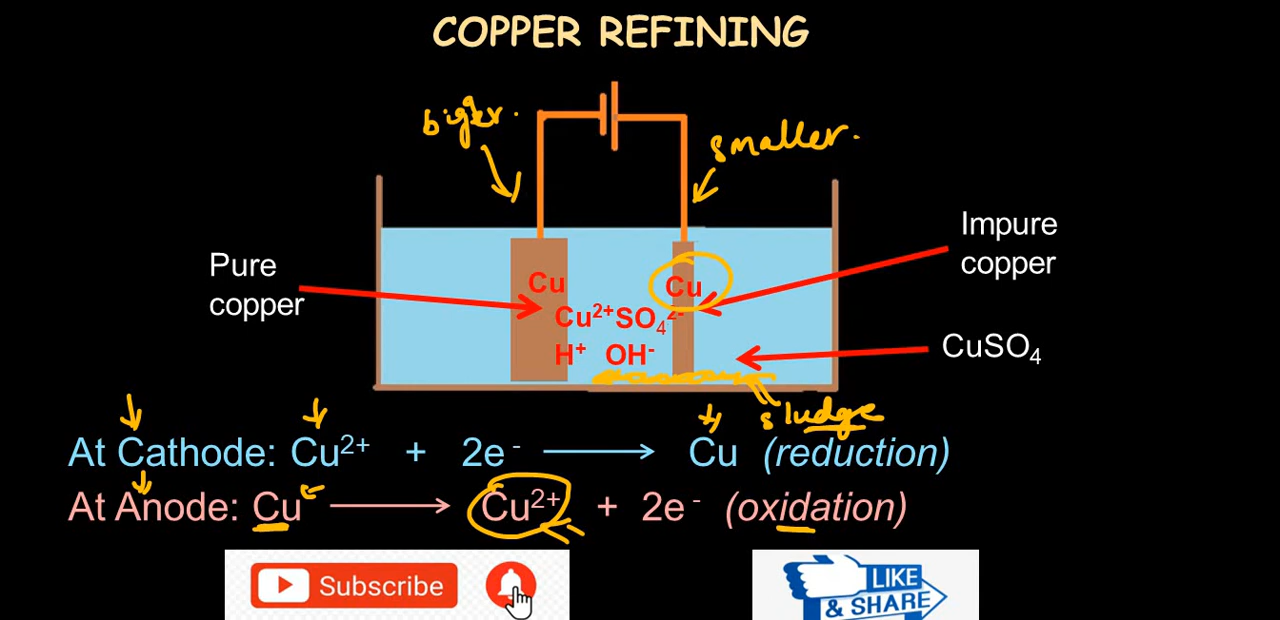 COPPER REFINING
biger.
smaller.
Pure
copper
Impure
copper
Cu
Cu
Cu²⁺SO₄²⁻
H⁺ OH⁻
CuSO₄
sludge
At Cathode: Cu²⁺ + 2e⁻ ⟶ Cu (reduction)
At Anode: Cu ⟶ Cu²⁺ + 2e⁻ (oxidation)
Subscribe
LIKE
& SHARE